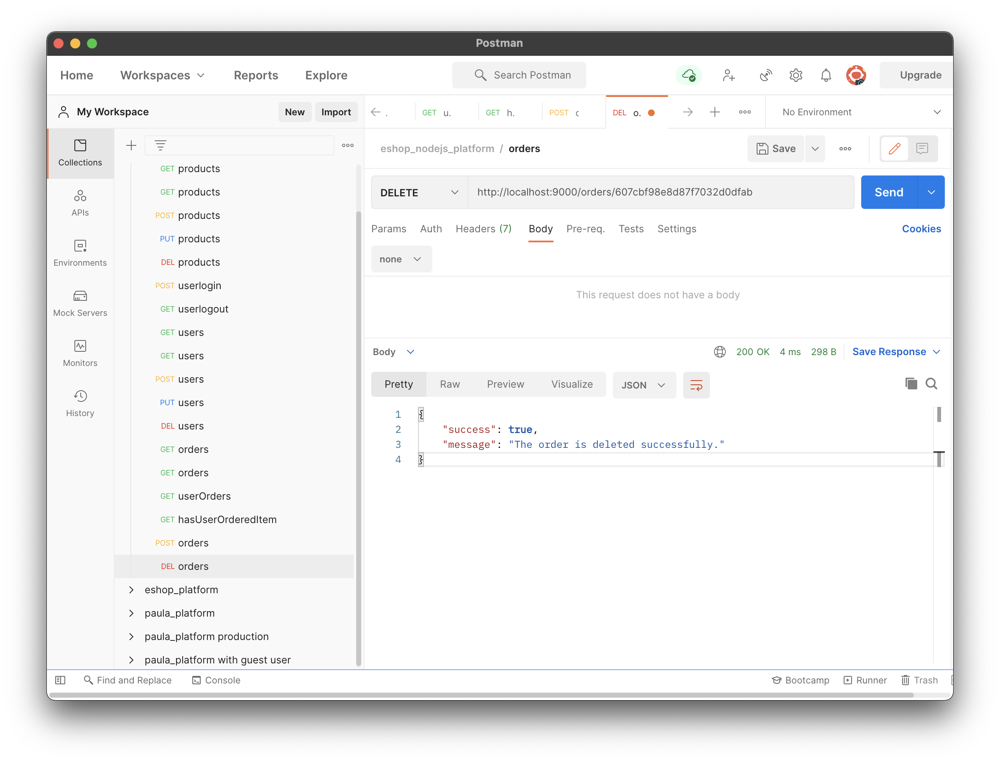 Postman
Home Workspaces Reports Explore Search Postman Upgrade
My Workspace New Import
. GET u. GET h. POST c DEL o. No Environment
Collections
APIs
Environments
Mock Servers
Monitors
History
GET products
GET products
POST products
PUT products
DEL products
POST userlogin
GET userlogout
GET users
GET users
POST users
PUT users
DEL users
GET orders
GET orders
GET userOrders
GET hasUserOrderedItem
POST orders
DEL orders
eshop_platform
paula_platform
paula_platform production
paula_platform with guest user
eshop_nodejs_platform / orders Save
DELETE http://localhost:9000/orders/607cbf98e8d87f7032d0dfab Send
Params Auth Headers (7) Body Pre-req. Tests Settings Cookies
none
This request does not have a body
Body 200 OK 4 ms 298 B Save Response
Pretty Raw Preview Visualize JSON
1 {
2 "success": true,
3 "message": "The order is deleted successfully."
4 }
Find and Replace Console Bootcamp Runner Trash